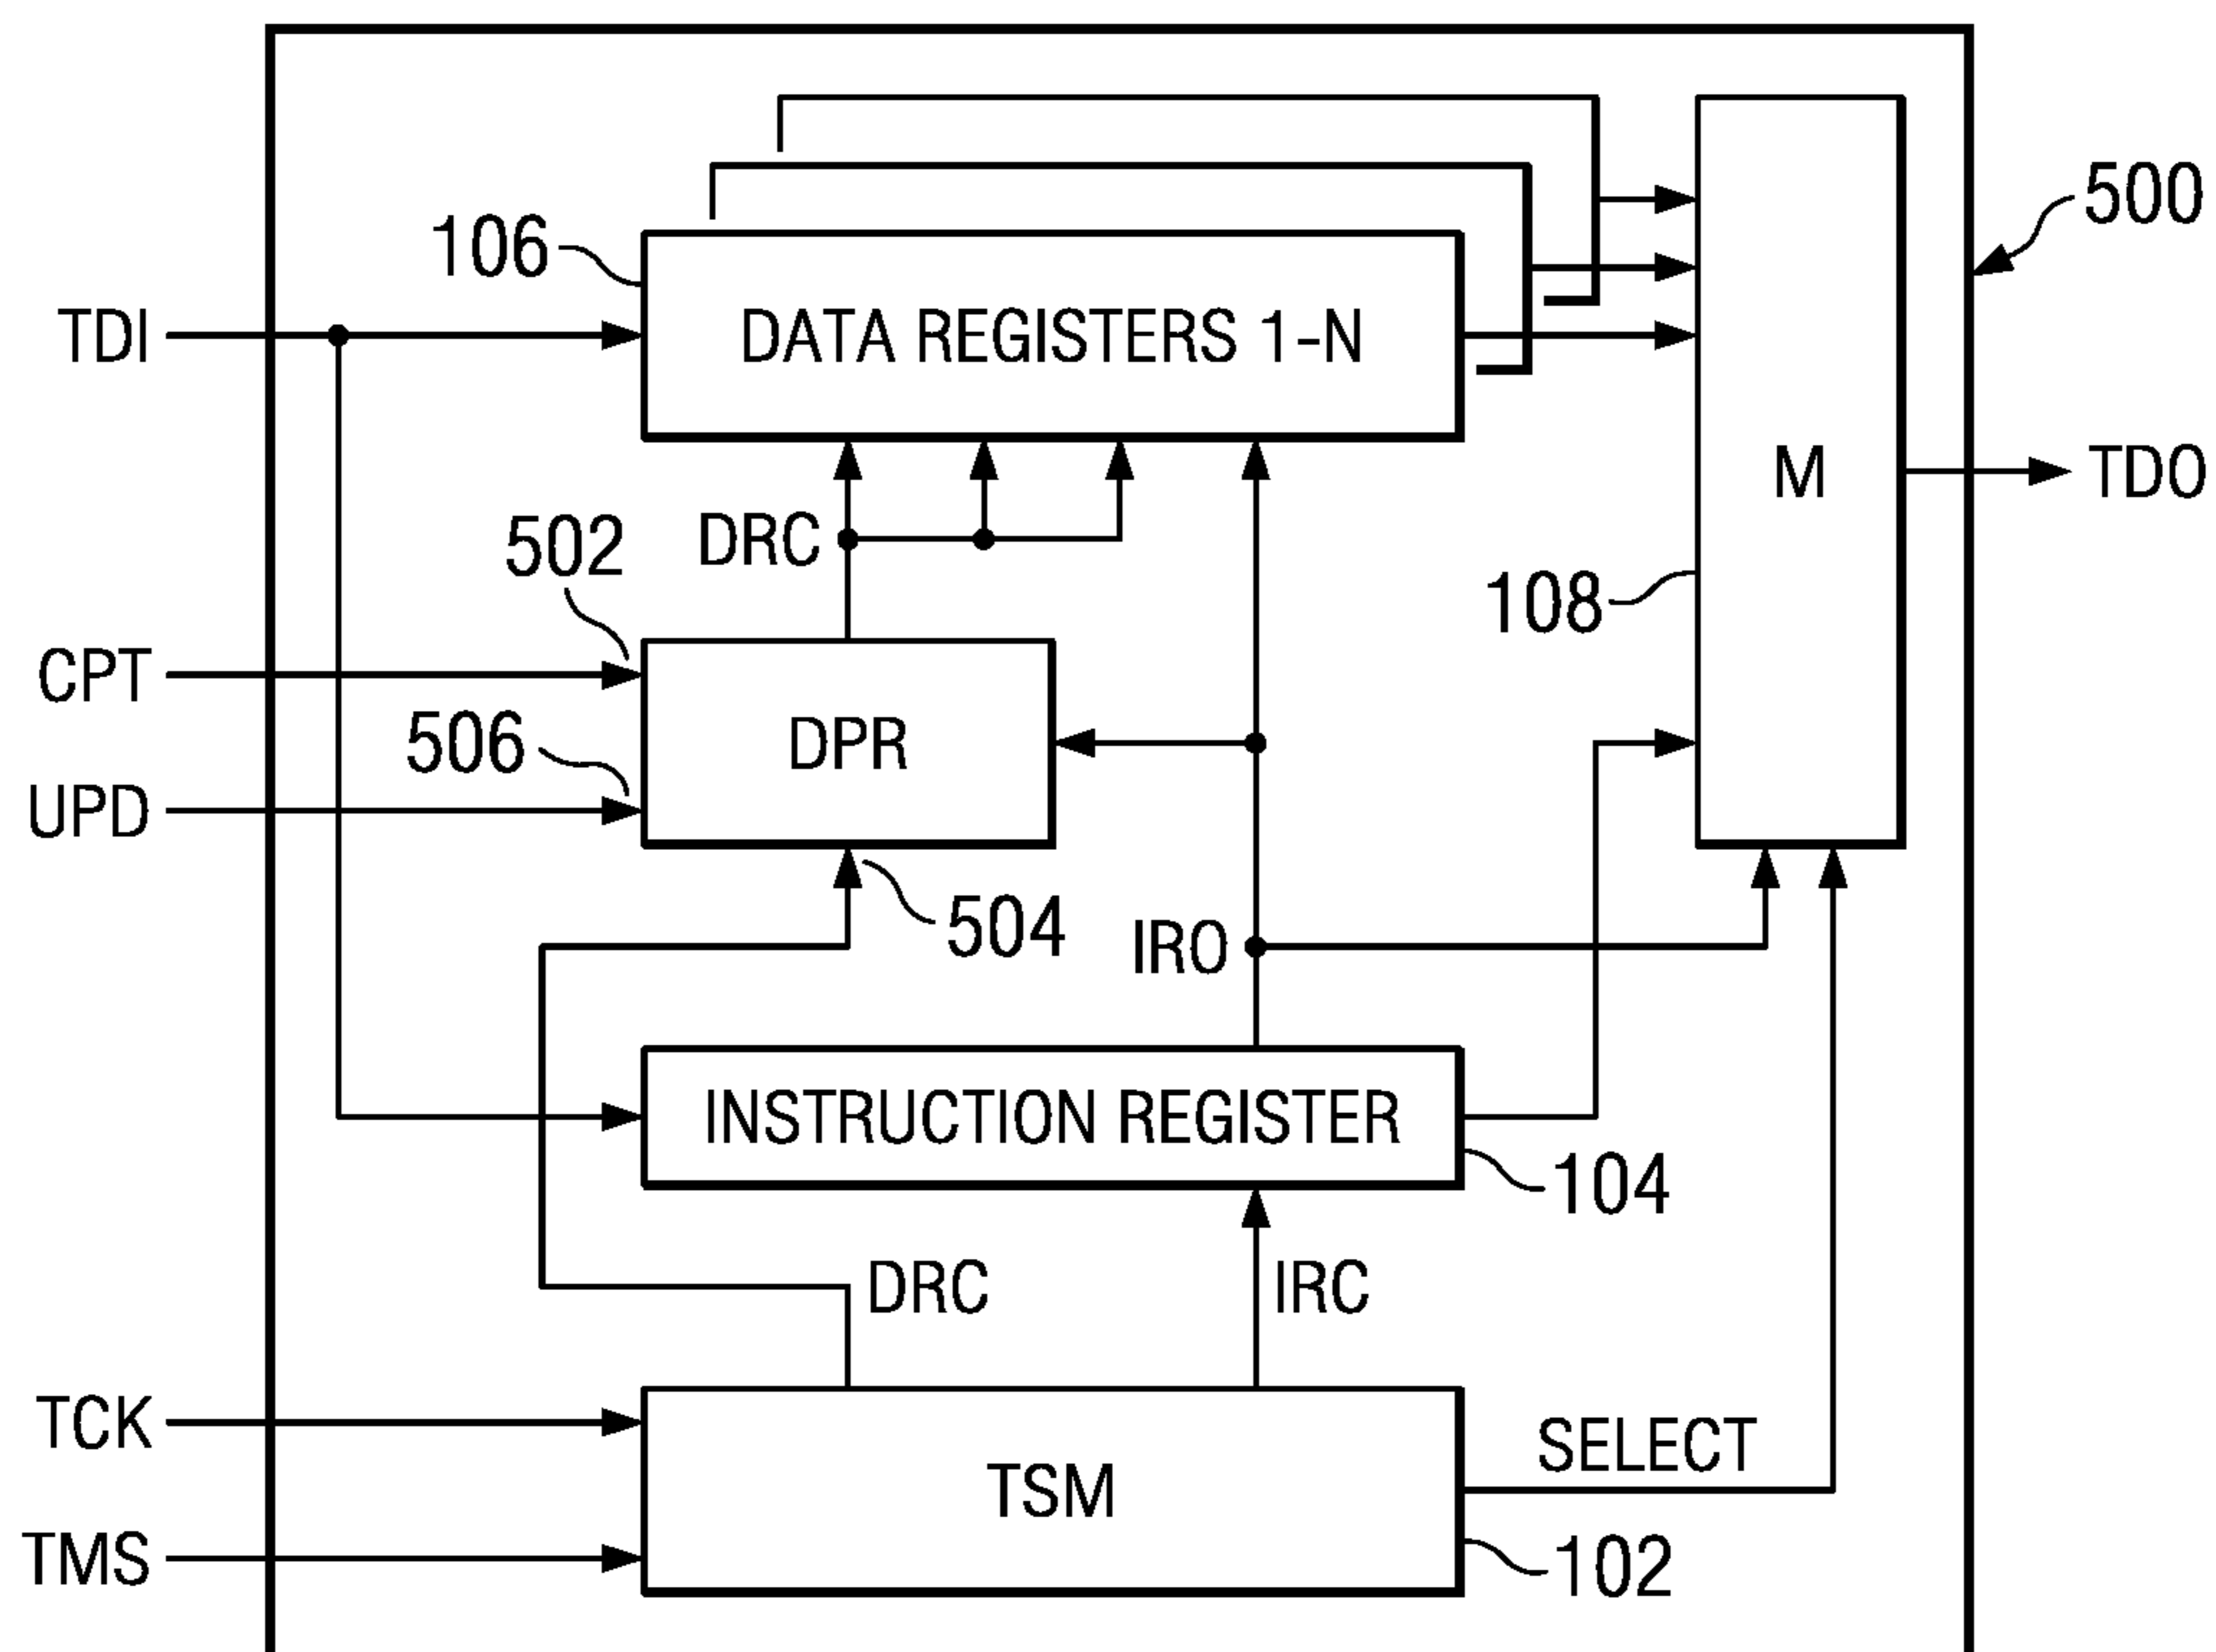 500
106
TDI
DATA REGISTERS 1-N
M
TDO
DRC
502
108
CPT
506
DPR
UPD
504
IRO
INSTRUCTION REGISTER
104
DRC
IRC
TCK
SELECT
TSM
TMS
102